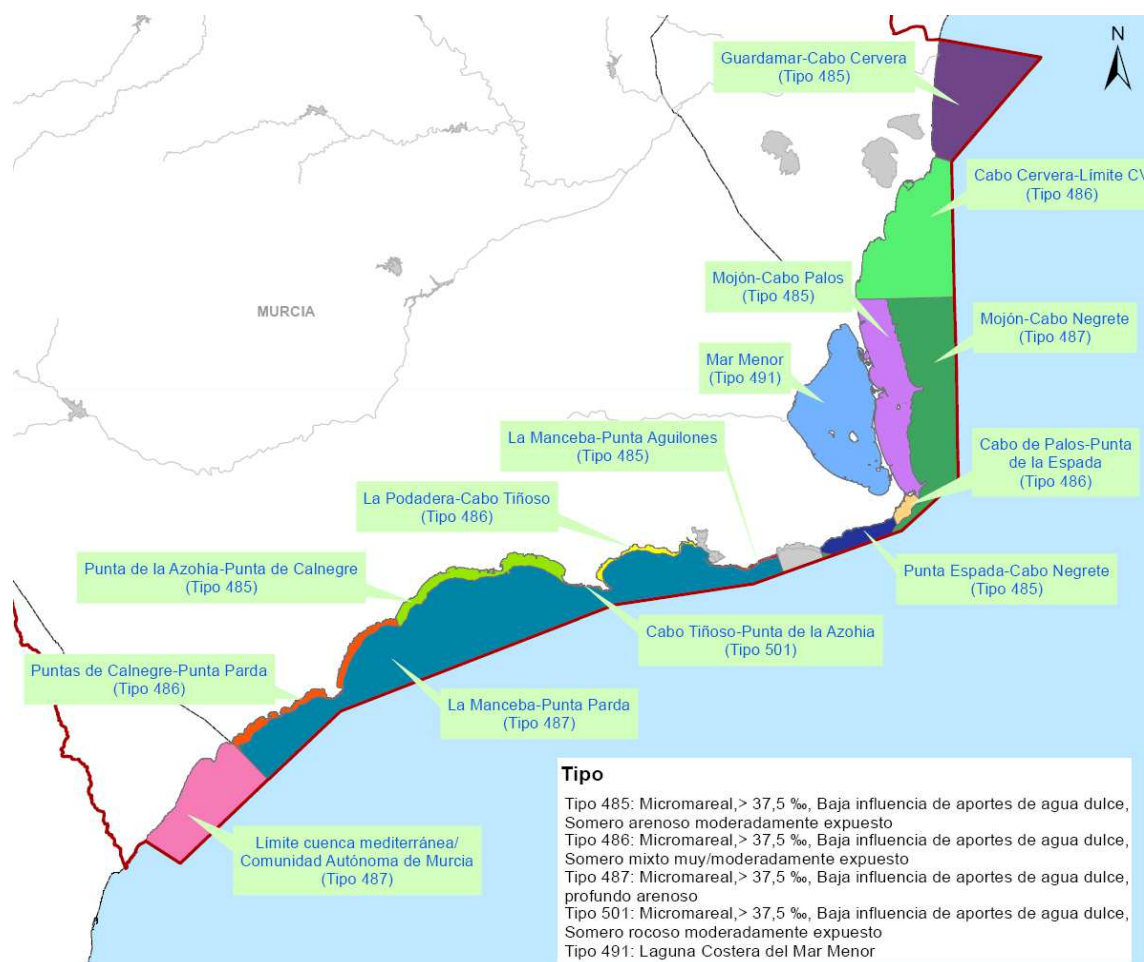 N
Guardamar-Cabo Cervera
(Tipo 485)
Cabo Cervera-Límite CV
(Tipo 486)
Mojón-Cabo Palos
(Tipo 485)
MURCIA
Mojón-Cabo Negrete
(Tipo 487)
Mar Menor
(Tipo 491)
La Manceba-Punta Aguilones
(Tipo 485)
Cabo de Palos-Punta
de la Espada
(Tipo 486)
La Podadera-Cabo Tiñoso
(Tipo 486)
Punta de la Azohía-Punta de Calnegre
(Tipo 485)
Punta Espada-Cabo Negrete
(Tipo 485)
Cabo Tiñoso-Punta de la Azohia
(Tipo 501)
Puntas de Calnegre-Punta Parda
(Tipo 486)
La Manceba-Punta Parda
(Tipo 487)
Límite cuenca mediterránea/
Comunidad Autónoma de Murcia
(Tipo 487)
Tipo
Tipo 485: Micromareal,> 37,5 ‰, Baja influencia de aportes de agua dulce,
Somero arenoso moderadamente expuesto
Tipo 486: Micromareal,> 37,5 ‰, Baja influencia de aportes de agua dulce,
Somero mixto muy/moderadamente expuesto
Tipo 487: Micromareal,> 37,5 ‰, Baja influencia de aportes de agua dulce,
profundo arenoso
Tipo 501: Micromareal,> 37,5 ‰, Baja influencia de aportes de agua dulce,
Somero rocoso moderadamente expuesto
Tipo 491: Laguna Costera del Mar Menor